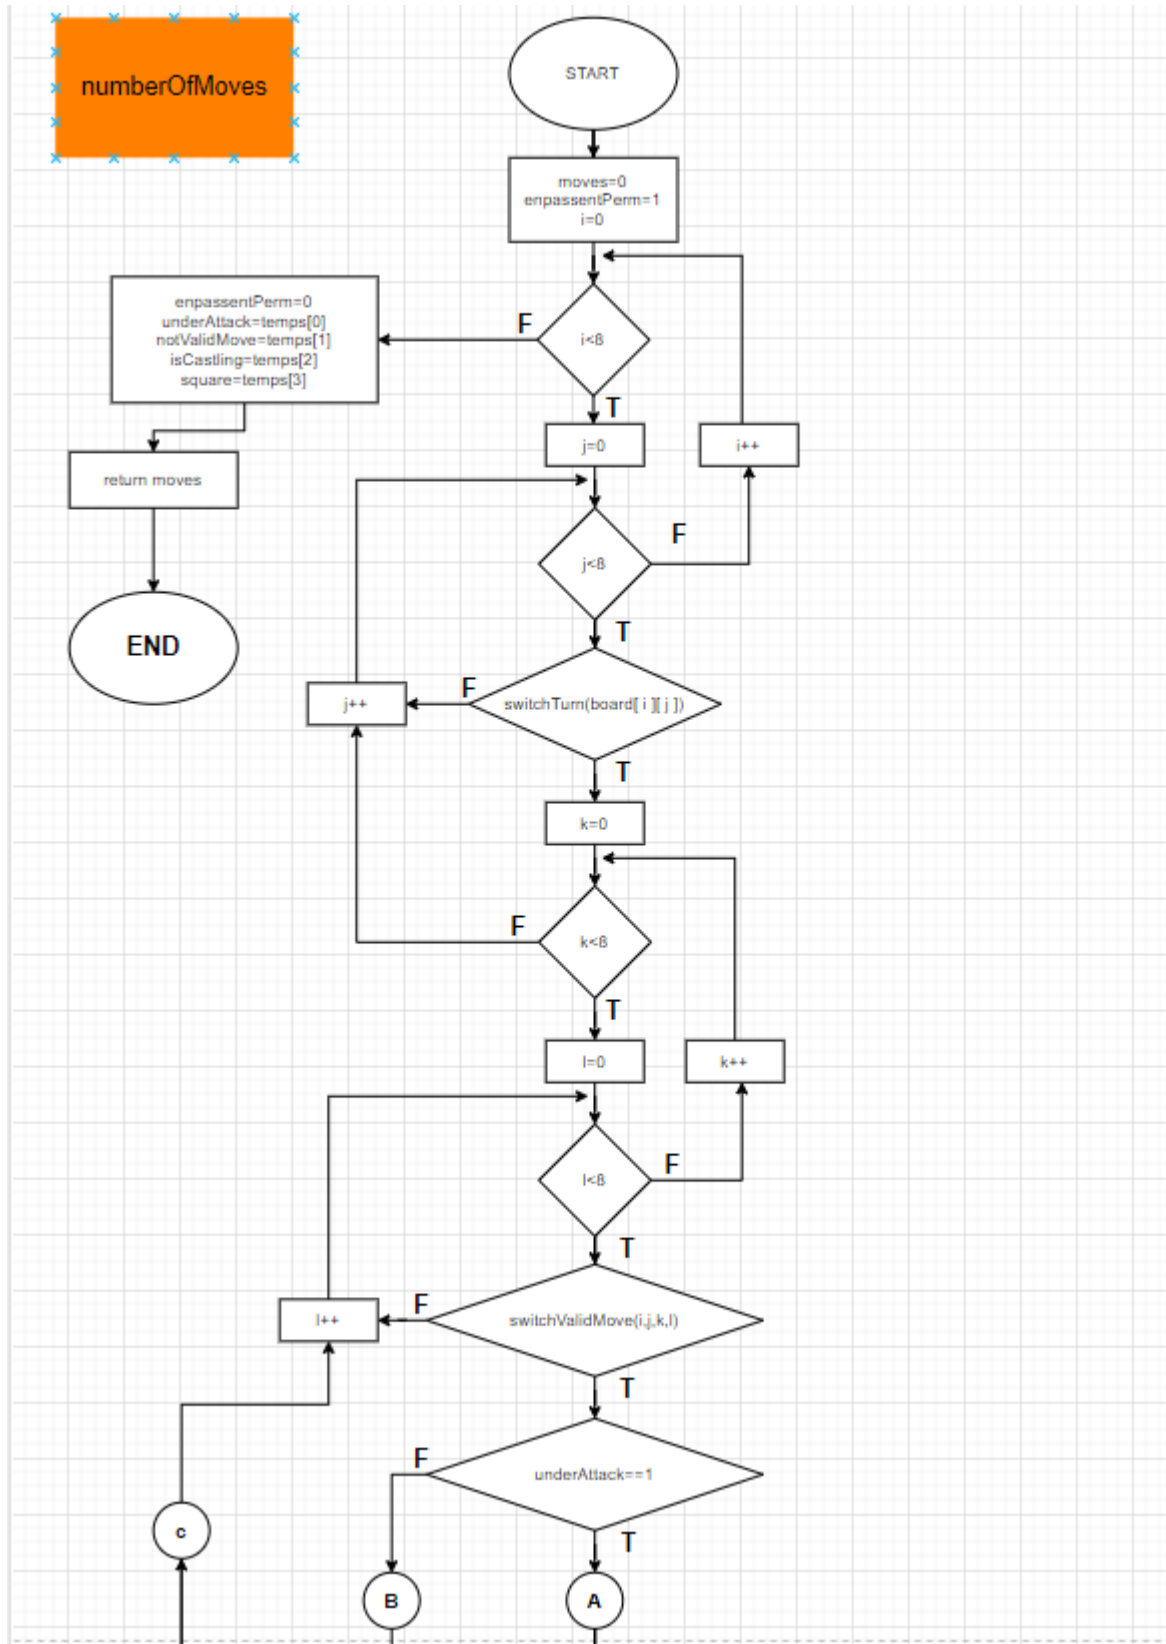 numberOfMoves
START
moves=0
enpassentPerm=1
i=0
enpassentPerm=0
underAttack=temps[0]
notValidMove=temps[1]
isCastling=temps[2]
square=temps[3]
F
i<8
T
j=0
i++
return moves
F
j<8
T
END
F
j++
switchTurn(board[ i ][ j ])
T
k=0
F
k<8
T
l=0
k++
F
l<8
T
F
l++
switchValidMove(i,j,k,l)
T
F
underAttack==1
c
T
B
A